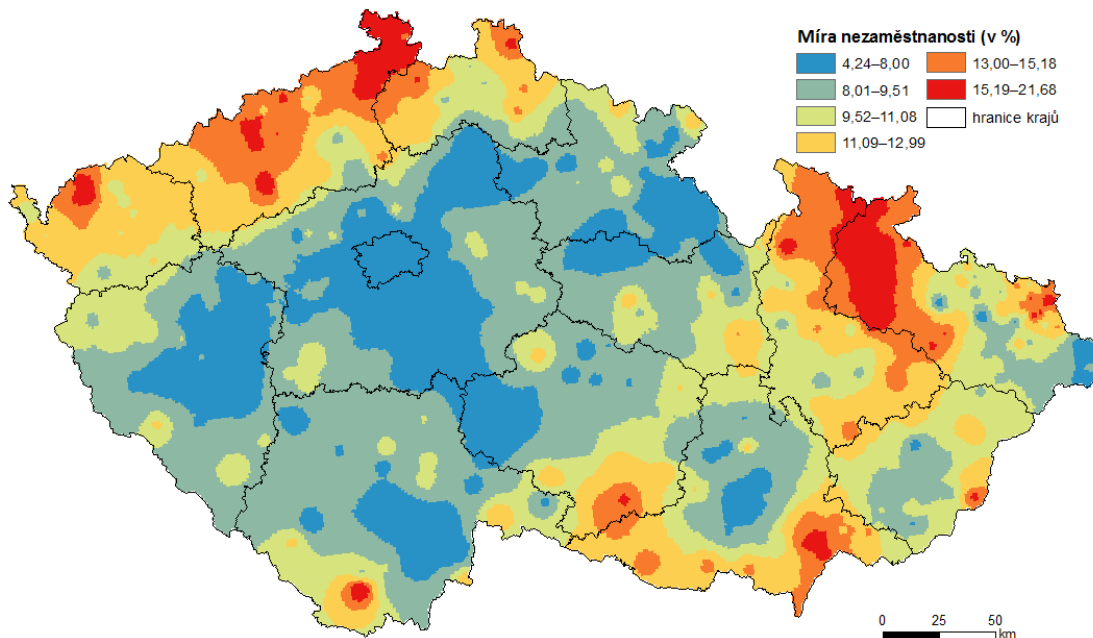 Míra nezaměstnanosti (v %)
4,24–8,00
13,00–15,18
8,01–9,51
15,19–21,68
9,52–11,08
hranice krajů
11,09–12,99
0 25 50
km